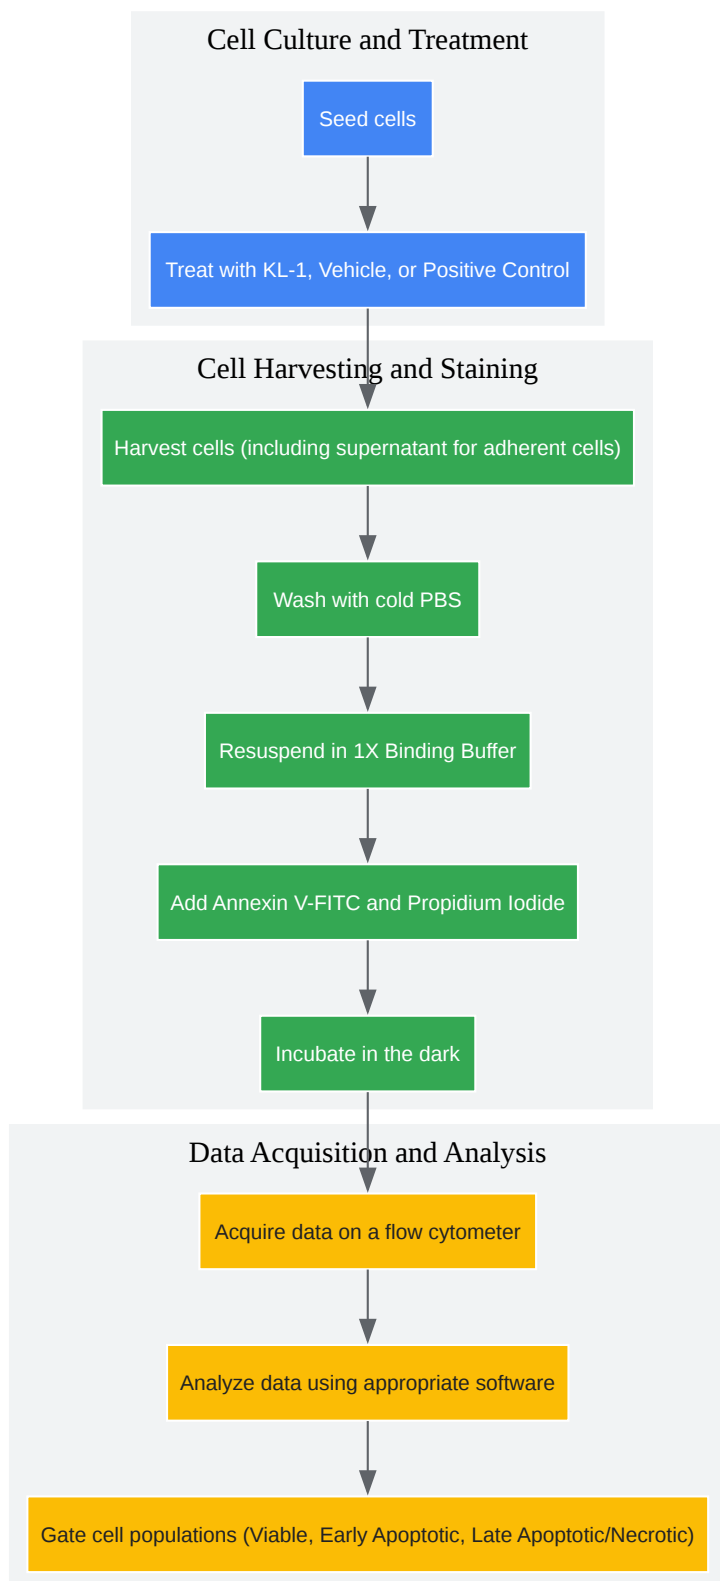 Cell Culture and Treatment
Seed cells
Treat with KL-1, Vehicle, or Positive Control
Cell Harvesting and Staining
Harvest cells (including supernatant for adherent cells)
Wash with cold PBS
Resuspend in 1X Binding Buffer
Add Annexin V-FITC and Propidium Iodide
Incubate in the dark
Data Acquisition and Analysis
Acquire data on a flow cytometer
Analyze data using appropriate software
Gate cell populations (Viable, Early Apoptotic, Late Apoptotic/Necrotic)